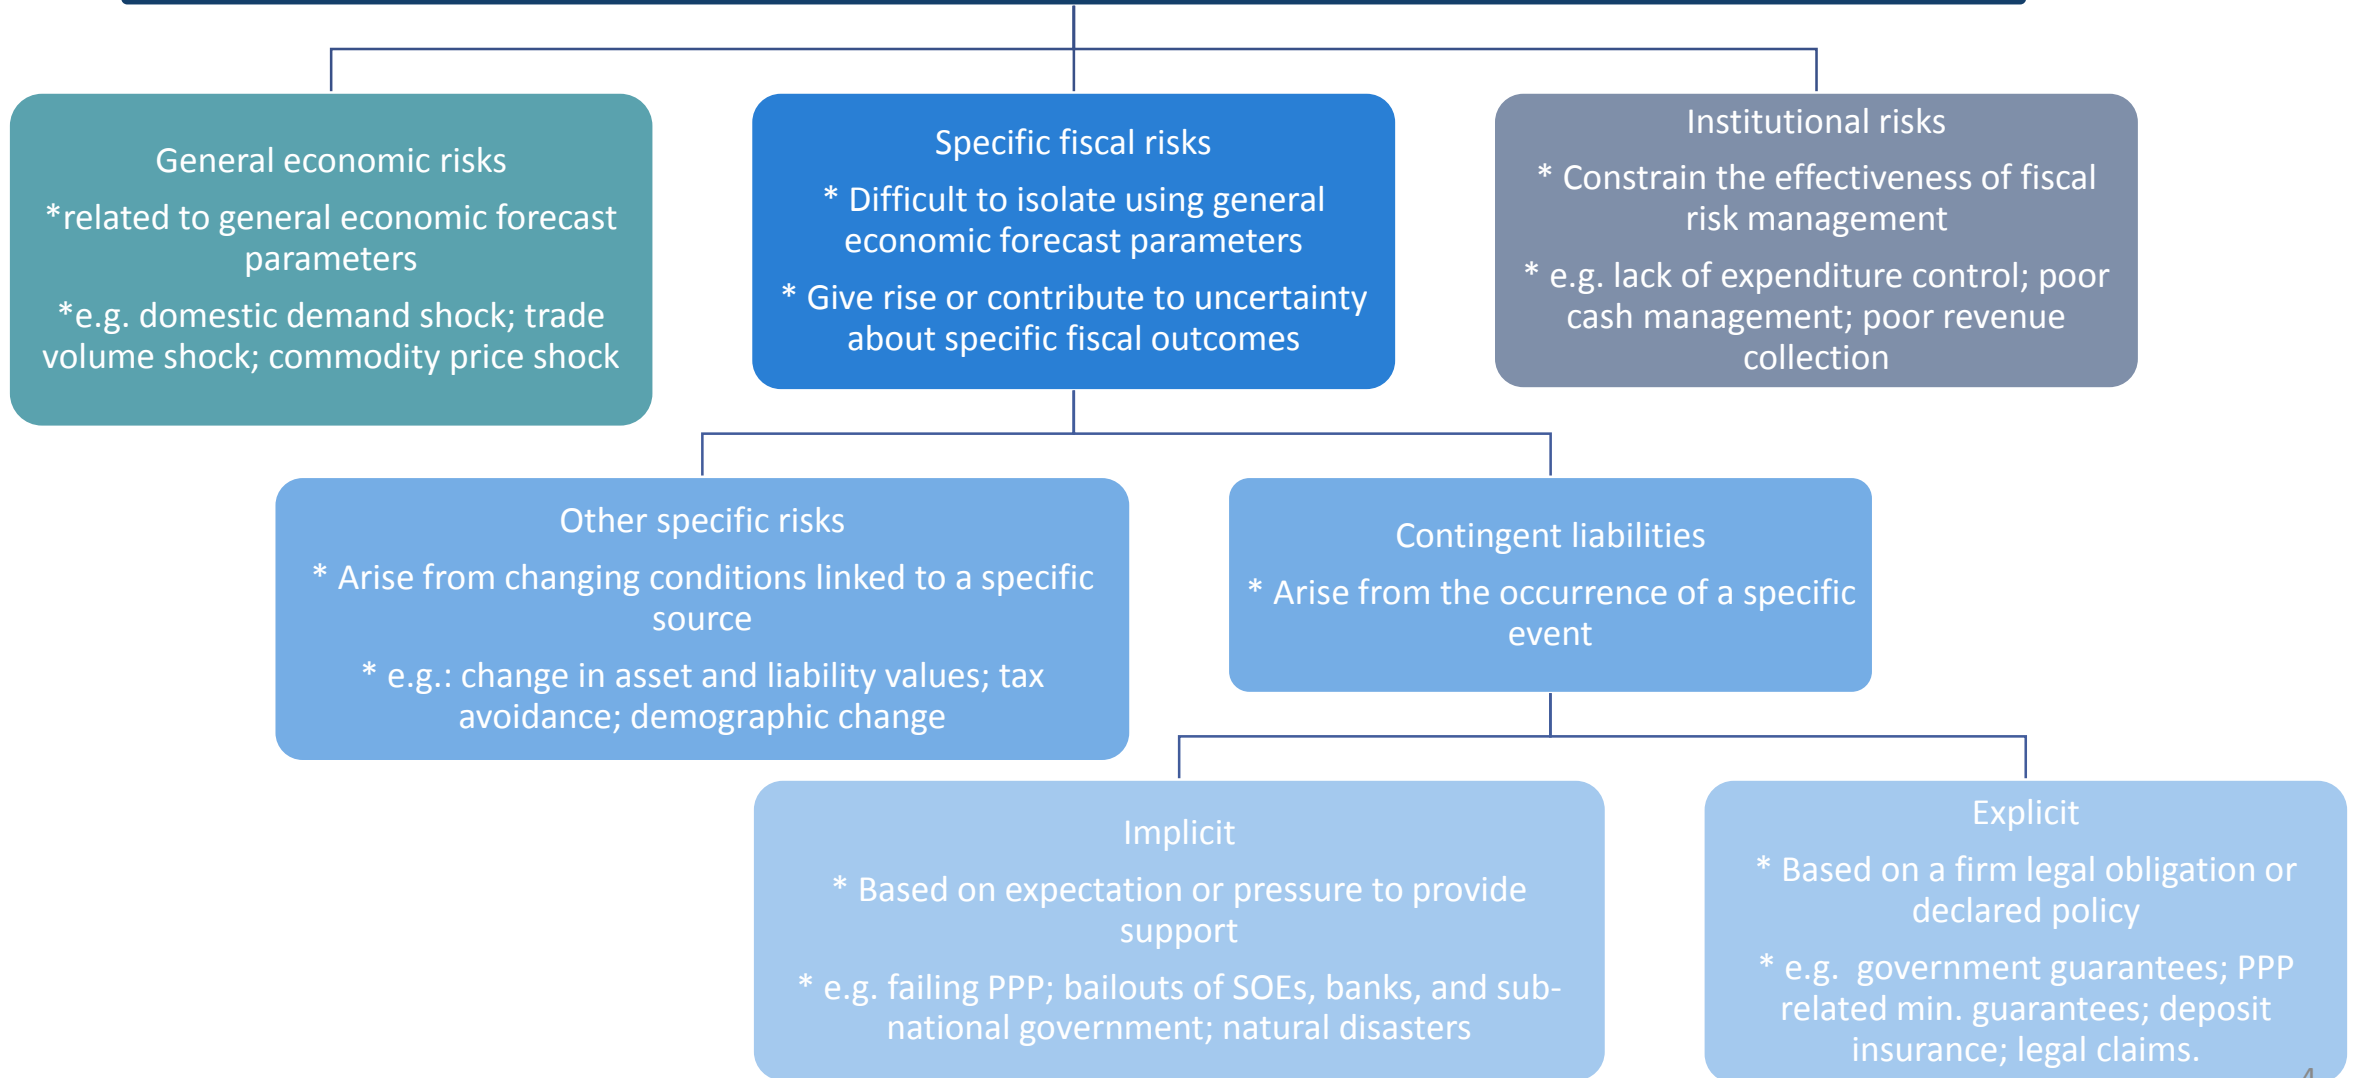 General economic risks
*related to general economic forecast
parameters
*e.g. domestic demand shock; trade
volume shock; commodity price shock
Specific fiscal risks
* Difficult to isolate using general
economic forecast parameters
* Give rise or contribute to uncertainty
about specific fiscal outcomes
Institutional risks
* Constrain the effectiveness of fiscal
risk management
* e.g. lack of expenditure control; poor
cash management; poor revenue
collection
Other specific risks
* Arise from changing conditions linked to a specific
source
* e.g.: change in asset and liability values; tax
avoidance; demographic change
Contingent liabilities
* Arise from the occurrence of a specific
event
Implicit
* Based on expectation or pressure to provide
support
* e.g. failing PPP; bailouts of SOEs, banks, and sub-
national government; natural disasters
Explicit
* Based on a firm legal obligation or
declared policy
* e.g.  government guarantees; PPP
related min. guarantees; deposit
insurance; legal claims.
4